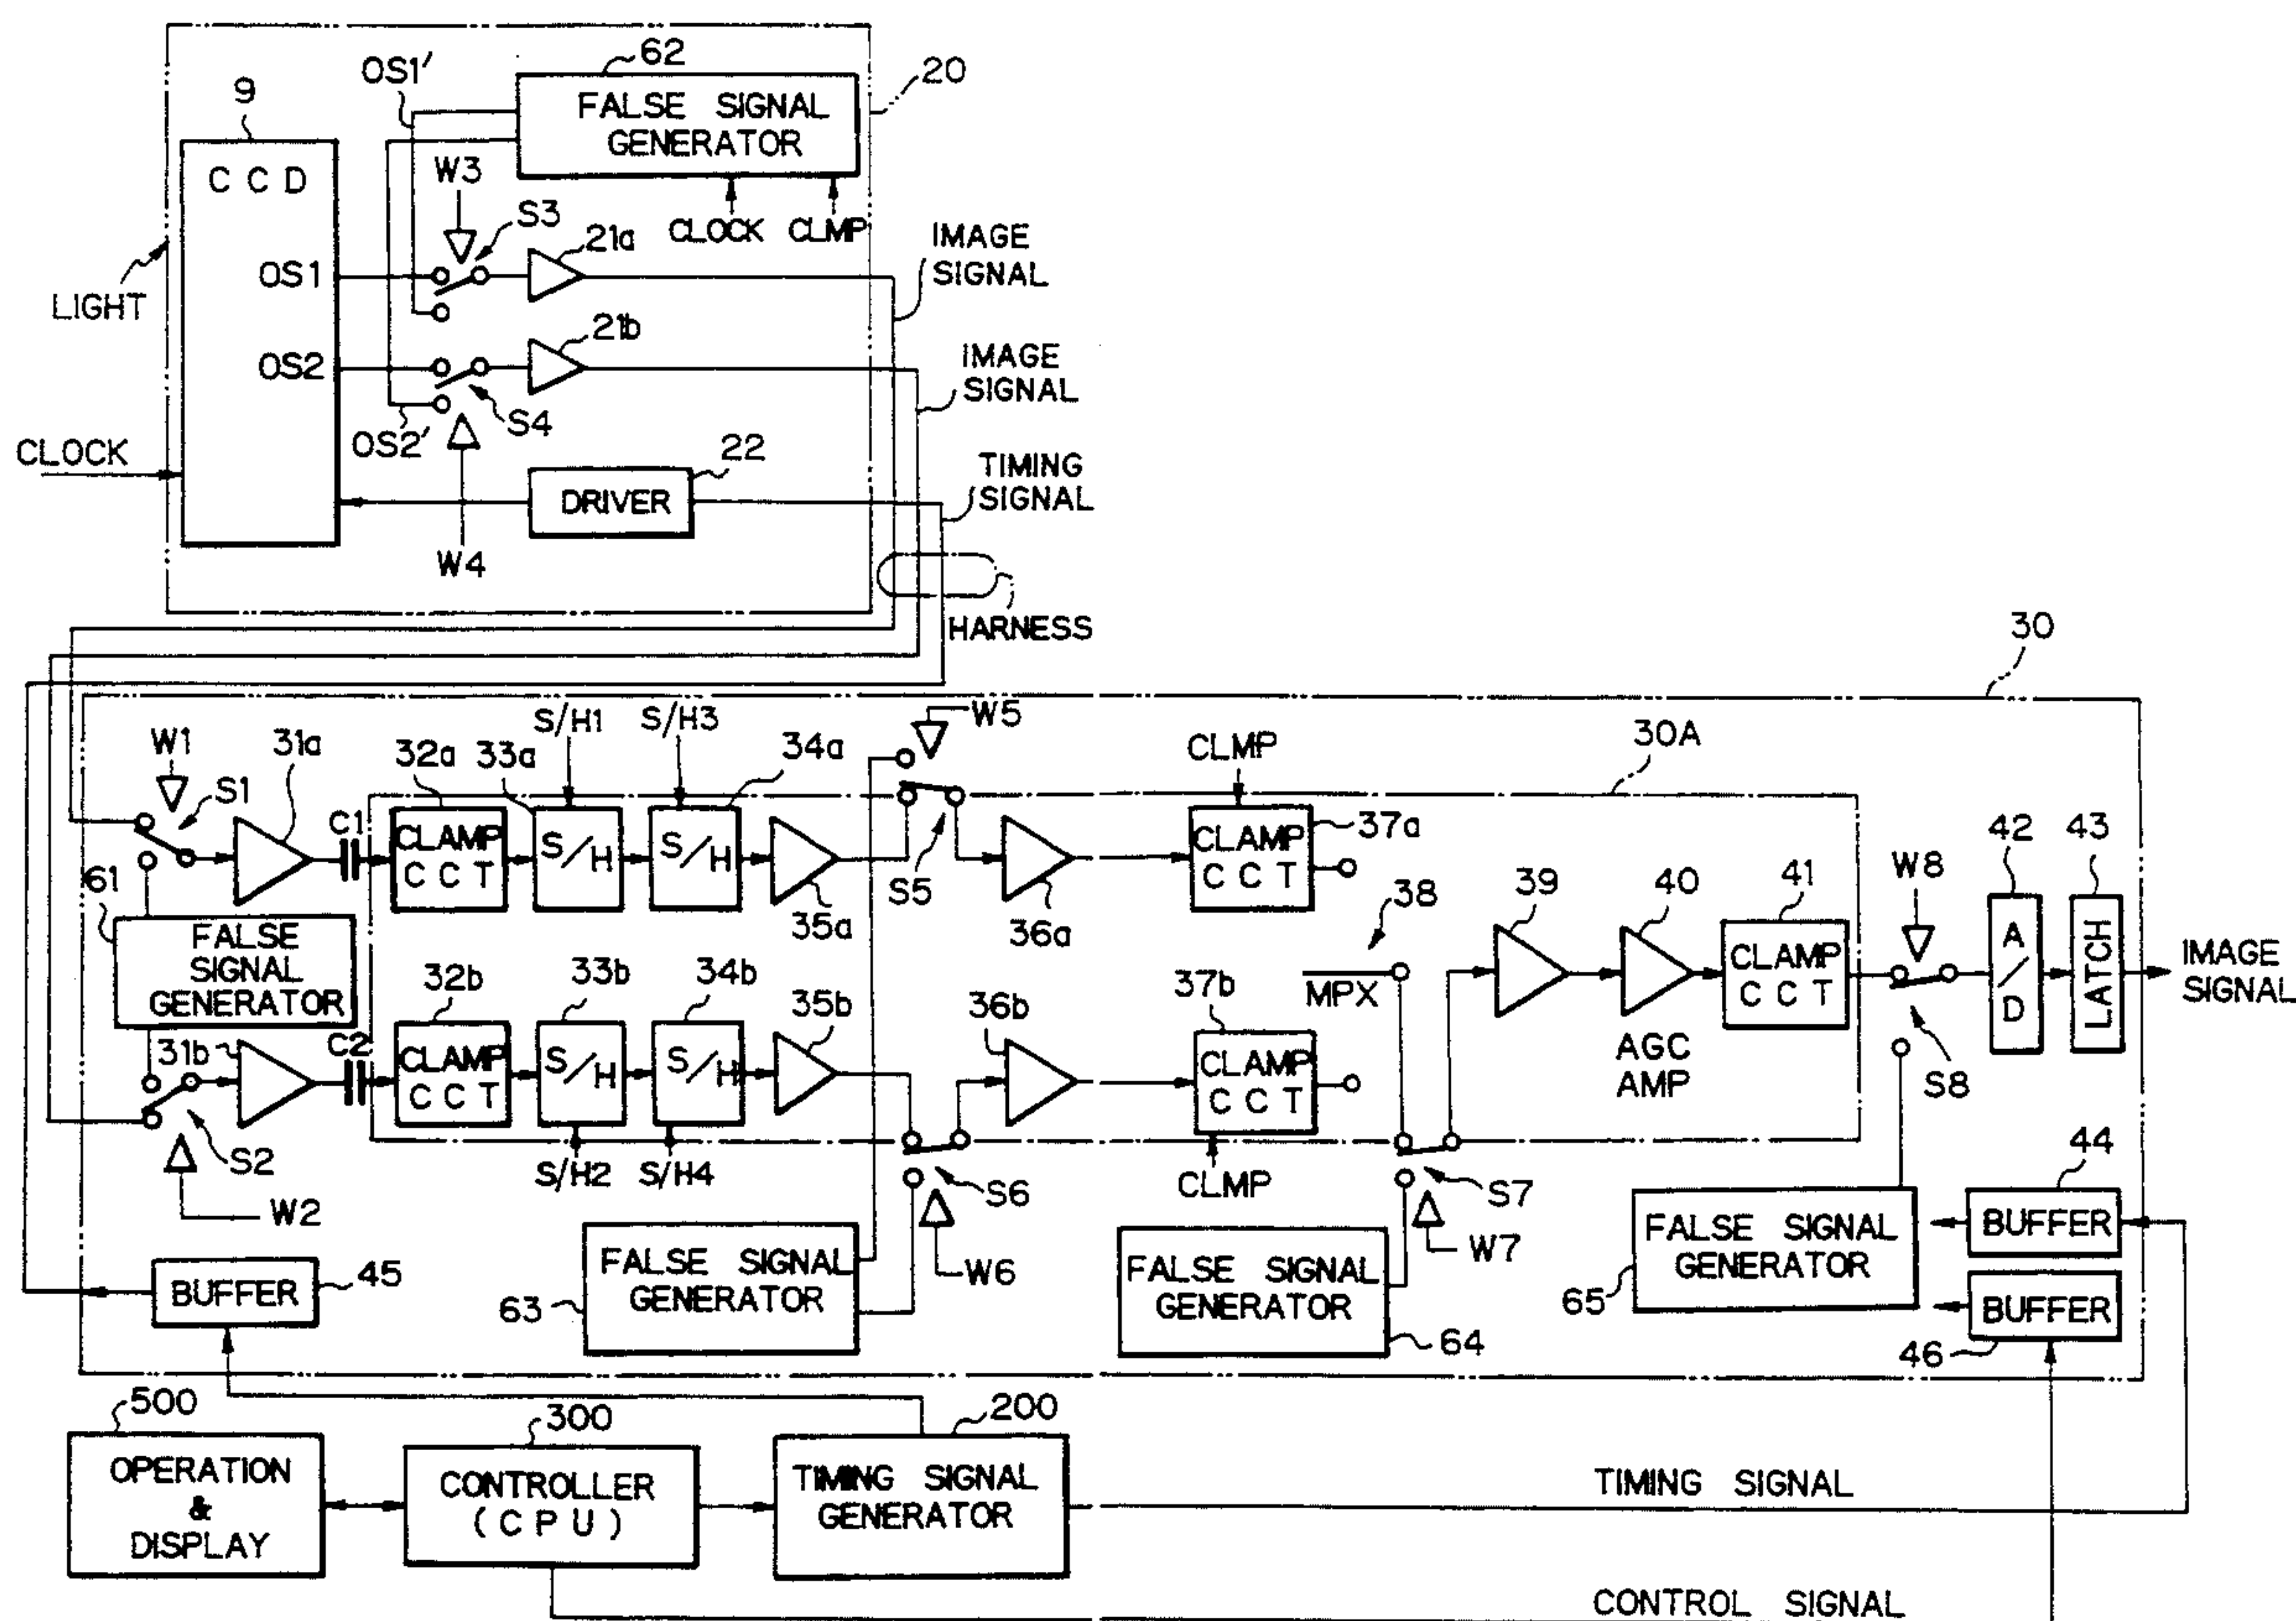 62
OS1'
20
9
FALSE SIGNAL
GENERATOR
W3
C C D
S3
CLOCK
CLMP
21a
IMAGE
SIGNAL
OS1
LIGHT
21b
OS2
IMAGE
SIGNAL
S4
OS2'
CLOCK
22
TIMING
SIGNAL
DRIVER
W4
HARNESS
30
S/H1
S/H3
W5
W1
31a
32a
33a
34a
CLMP
30A
S1
C1
CLAMP
C C T
S/H
S/H
CLAMP
C C T
37a
42
43
61
S5
W8
35a
36a
38
39
40
41
FALSE
SIGNAL
GENERATOR
A/D
LATCH
IMAGE
SIGNAL
32b
33b
34b
35b
36b
37b
MPX
CLAMP
C C T
31b
C2
CLAMP
C C T
S/H
S/H
CLAMP
C C T
AGC
AMP
S8
S2
S/H2
S/H4
CLMP
S6
S7
44
W2
BUFFER
FALSE SIGNAL
GENERATOR
W6
W7
FALSE SIGNAL
GENERATOR
FALSE SIGNAL
GENERATOR
BUFFER
45
63
64
65
BUFFER
46
500
300
200
OPERATION
&
DISPLAY
CONTROLLER
(CPU)
TIMING SIGNAL
GENERATOR
TIMING SIGNAL
CONTROL SIGNAL